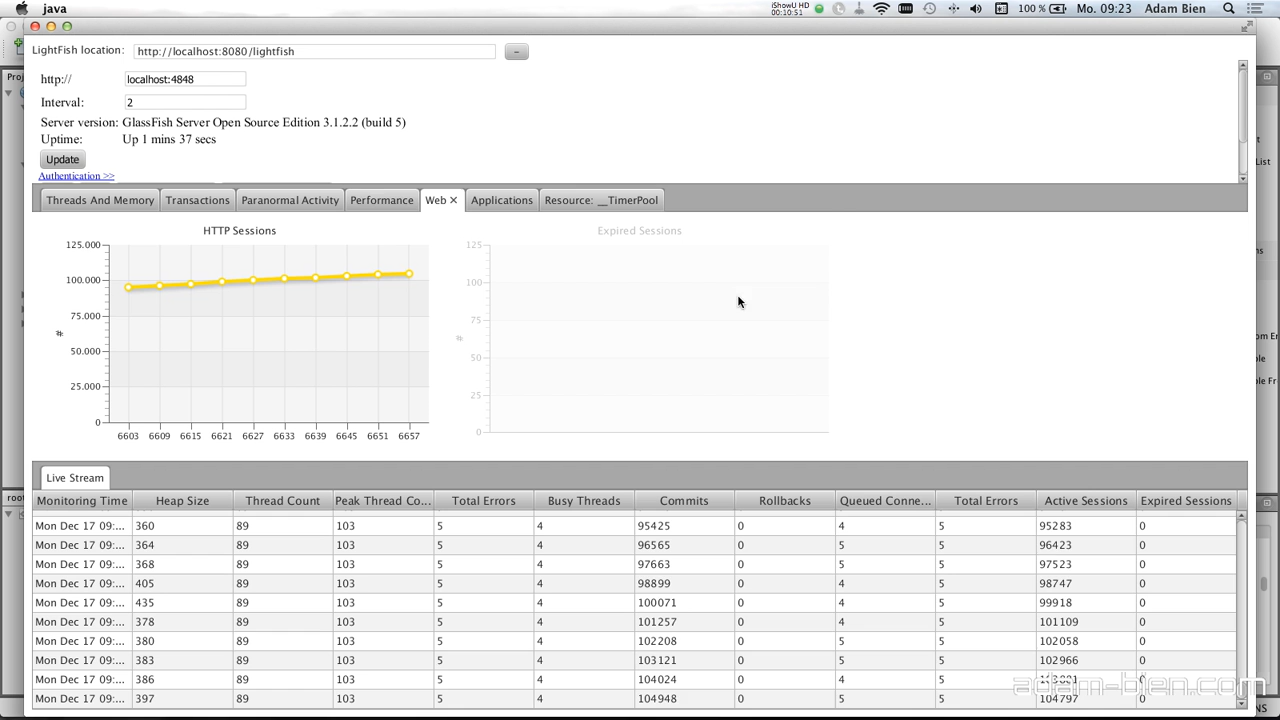 java
iShowU HD
00:10:51
100 %
Mo. 09:23
Adam Bien
LightFish location:
http://localhost:8080/lightfish
–
http://
localhost:4848
Interval:
2
Server version: GlassFish Server Open Source Edition 3.1.2.2 (build 5)
Uptime: Up 1 mins 37 secs
Update
Authentication >>
Threads And Memory
Transactions
Paranormal Activity
Performance
Web ✕
Applications
Resource: __TimerPool
HTTP Sessions
125.000
100.000
75.000
50.000
25.000
0
#
6603 6609 6615 6621 6627 6633 6639 6645 6651 6657
Expired Sessions
125
100
75
50
25
0
#
Live Stream
Monitoring Time Heap Size Thread Count Peak Thread Co... Total Errors Busy Threads Commits Rollbacks Queued Conne... Total Errors Active Sessions Expired Sessions
Mon Dec 17 09:... 360 89 103 5 4 95425 0 4 5 95283 0
Mon Dec 17 09:... 364 89 103 5 4 96565 0 5 5 96423 0
Mon Dec 17 09:... 368 89 103 5 4 97663 0 5 5 97523 0
Mon Dec 17 09:... 405 89 103 5 4 98899 0 4 5 98747 0
Mon Dec 17 09:... 435 89 103 5 4 100071 0 4 5 99918 0
Mon Dec 17 09:... 378 89 103 5 4 101257 0 4 5 101109 0
Mon Dec 17 09:... 380 89 103 5 4 102208 0 5 5 102058 0
Mon Dec 17 09:... 383 89 103 5 4 103121 0 5 5 102966 0
Mon Dec 17 09:... 386 89 103 5 4 104024 0 4 5 0
Mon Dec 17 09:... 397 89 103 5 4 104948 0 5 5 104797 0
adam-bien.com
Proj
root
List
ns
om Er
ble
ble Fr
NS